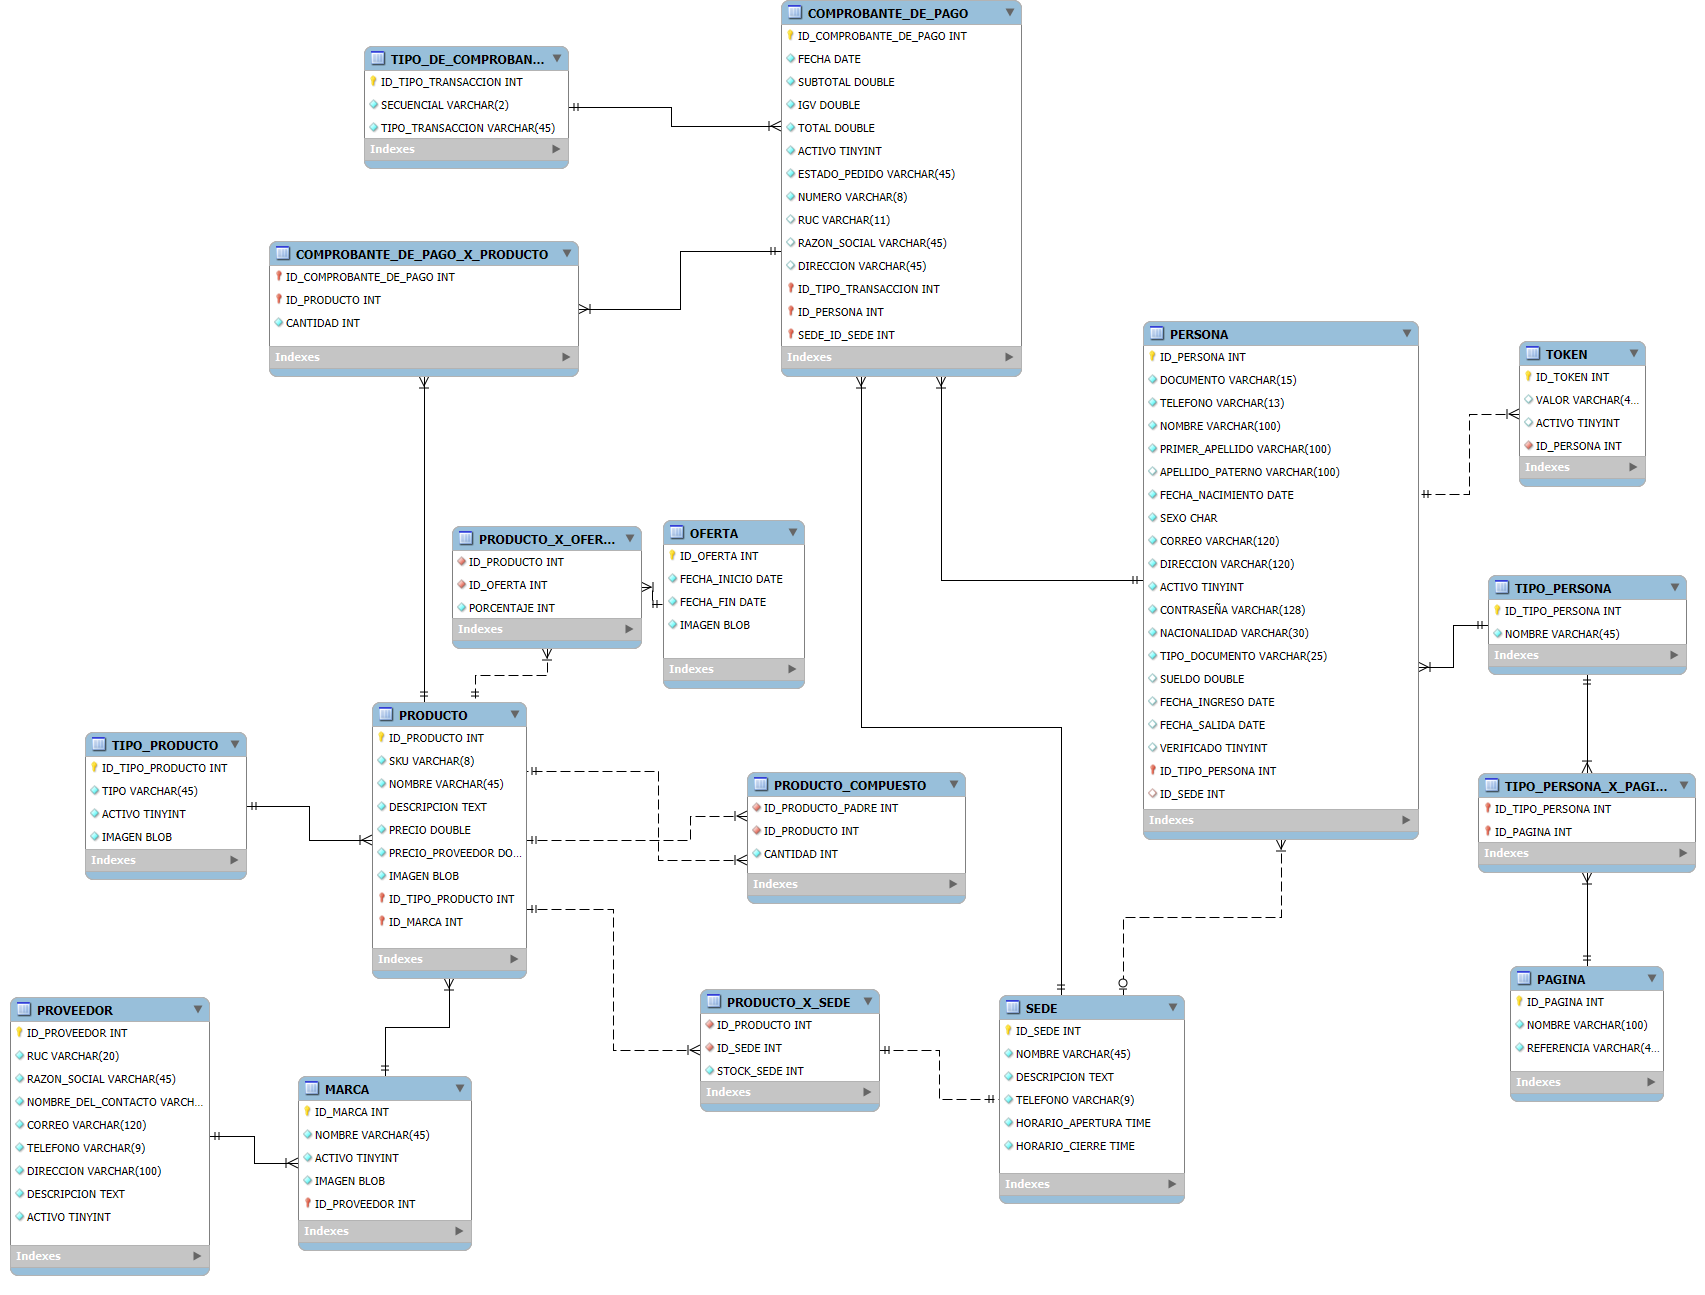 COMPROBANTE_DE_PAGO
ID_COMPROBANTE_DE_PAGO INT
FECHA DATE
SUBTOTAL DOUBLE
IGV DOUBLE
TOTAL DOUBLE
ACTIVO TINYINT
ESTADO_PEDIDO VARCHAR(45)
NUMERO VARCHAR(8)
RUC VARCHAR(11)
RAZON_SOCIAL VARCHAR(45)
DIRECCION VARCHAR(45)
ID_TIPO_TRANSACCION INT
ID_PERSONA INT
SEDE_ID_SEDE INT
Indexes
TIPO_DE_COMPROBAN...
ID_TIPO_TRANSACCION INT
SECUENCIAL VARCHAR(2)
TIPO_TRANSACCION VARCHAR(45)
Indexes
COMPROBANTE_DE_PAGO_X_PRODUCTO
ID_COMPROBANTE_DE_PAGO INT
ID_PRODUCTO INT
CANTIDAD INT
Indexes
PERSONA
ID_PERSONA INT
DOCUMENTO VARCHAR(15)
TELEFONO VARCHAR(13)
NOMBRE VARCHAR(100)
PRIMER_APELLIDO VARCHAR(100)
APELLIDO_PATERNO VARCHAR(100)
FECHA_NACIMIENTO DATE
SEXO CHAR
CORREO VARCHAR(120)
DIRECCION VARCHAR(120)
ACTIVO TINYINT
CONTRASEÑA VARCHAR(128)
NACIONALIDAD VARCHAR(30)
TIPO_DOCUMENTO VARCHAR(25)
SUELDO DOUBLE
FECHA_INGRESO DATE
FECHA_SALIDA DATE
VERIFICADO TINYINT
ID_TIPO_PERSONA INT
ID_SEDE INT
Indexes
TOKEN
ID_TOKEN INT
VALOR VARCHAR(4...
ACTIVO TINYINT
ID_PERSONA INT
Indexes
PRODUCTO_X_OFER...
ID_PRODUCTO INT
ID_OFERTA INT
PORCENTAJE INT
Indexes
OFERTA
ID_OFERTA INT
FECHA_INICIO DATE
FECHA_FIN DATE
IMAGEN BLOB
Indexes
TIPO_PERSONA
ID_TIPO_PERSONA INT
NOMBRE VARCHAR(45)
Indexes
TIPO_PRODUCTO
ID_TIPO_PRODUCTO INT
TIPO VARCHAR(45)
ACTIVO TINYINT
IMAGEN BLOB
Indexes
PRODUCTO
ID_PRODUCTO INT
SKU VARCHAR(8)
NOMBRE VARCHAR(45)
DESCRIPCION TEXT
PRECIO DOUBLE
PRECIO_PROVEEDOR DO...
IMAGEN BLOB
ID_TIPO_PRODUCTO INT
ID_MARCA INT
Indexes
PRODUCTO_COMPUESTO
ID_PRODUCTO_PADRE INT
ID_PRODUCTO INT
CANTIDAD INT
Indexes
TIPO_PERSONA_X_PAGI...
ID_TIPO_PERSONA INT
ID_PAGINA INT
Indexes
PROVEEDOR
ID_PROVEEDOR INT
RUC VARCHAR(20)
RAZON_SOCIAL VARCHAR(45)
NOMBRE_DEL_CONTACTO VARCH...
CORREO VARCHAR(120)
TELEFONO VARCHAR(9)
DIRECCION VARCHAR(100)
DESCRIPCION TEXT
ACTIVO TINYINT
Indexes
MARCA
ID_MARCA INT
NOMBRE VARCHAR(45)
ACTIVO TINYINT
IMAGEN BLOB
ID_PROVEEDOR INT
Indexes
PRODUCTO_X_SEDE
ID_PRODUCTO INT
ID_SEDE INT
STOCK_SEDE INT
Indexes
SEDE
ID_SEDE INT
NOMBRE VARCHAR(45)
DESCRIPCION TEXT
TELEFONO VARCHAR(9)
HORARIO_APERTURA TIME
HORARIO_CIERRE TIME
Indexes
PAGINA
ID_PAGINA INT
NOMBRE VARCHAR(100)
REFERENCIA VARCHAR(4...
Indexes